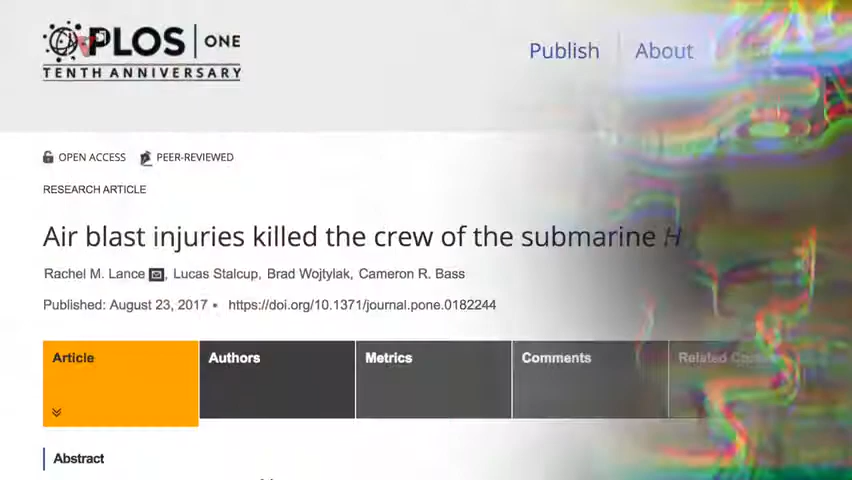 PLOS | ONE
TENTH ANNIVERSARY
Publish About
OPEN ACCESS PEER-REVIEWED
RESEARCH ARTICLE
Air blast injuries killed the crew of the submarine H
Rachel M. Lance, Lucas Stalcup, Brad Wojtylak, Cameron R. Bass
Published: August 23, 2017 • https://doi.org/10.1371/journal.pone.0182244
Article Authors Metrics Comments Related
Abstract